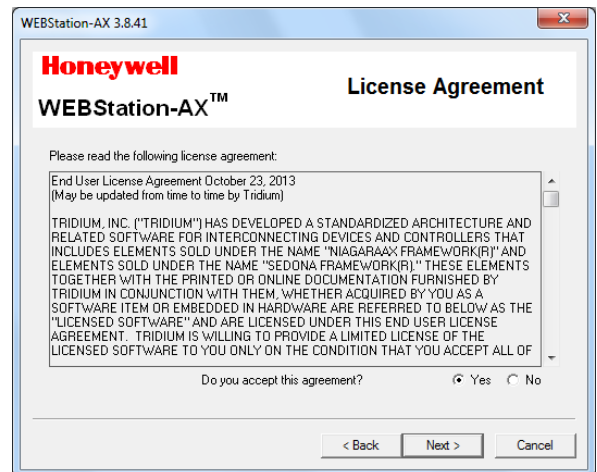 WEBStation-AX 3.8.41
Honeywell
WEBStation-AX™
License Agreement
Please read the following license agreement:
End User License Agreement October 23, 2013
(May be updated from time to time by Tridium)
TRIDIUM, INC. ("TRIDIUM") HAS DEVELOPED A STANDARDIZED ARCHITECTURE AND
RELATED SOFTWARE FOR INTERCONNECTING DEVICES AND CONTROLLERS THAT
INCLUDES ELEMENTS SOLD UNDER THE NAME "NIAGARAAX FRAMEWORK(R)" AND
ELEMENTS SOLD UNDER THE NAME "SEDONA FRAMEWORK(R)." THESE ELEMENTS
TOGETHER WITH THE PRINTED OR ONLINE DOCUMENTATION FURNISHED BY
TRIDIUM IN CONJUNCTION WITH THEM, WHETHER ACQUIRED BY YOU AS A
SOFTWARE ITEM OR EMBEDDED IN HARDWARE ARE REFERRED TO BELOW AS THE
"LICENSED SOFTWARE" AND ARE LICENSED UNDER THIS END USER LICENSE
AGREEMENT.  TRIDIUM IS WILLING TO PROVIDE A LIMITED LICENSE OF THE
LICENSED SOFTWARE TO YOU ONLY ON THE CONDITION THAT YOU ACCEPT ALL OF
Do you accept this agreement? Yes No
< Back Next > Cancel